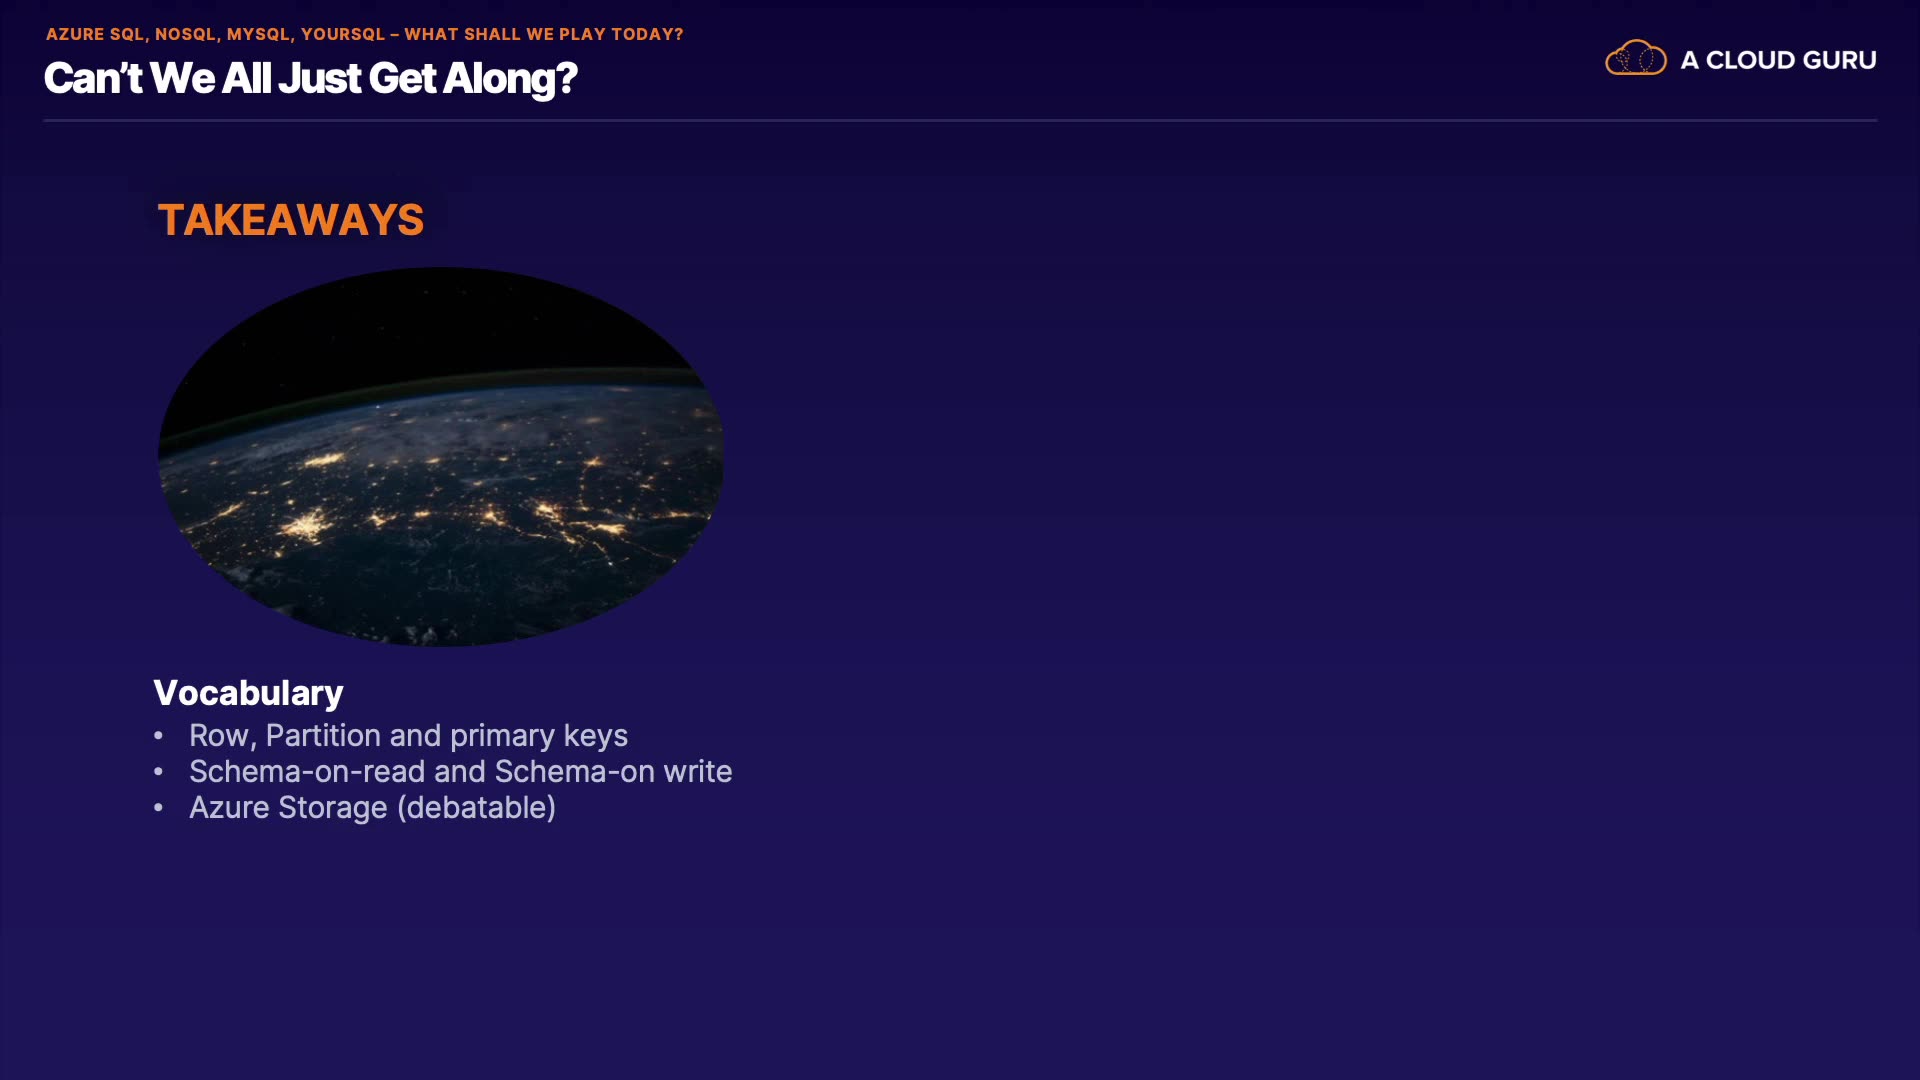 AZURE SQL, NOSQL, MYSQL, YOURSQL – WHAT SHALL WE PLAY TODAY?
Can't We All Just Get Along?
A CLOUD GURU
TAKEAWAYS
Vocabulary
• Row, Partition and primary keys
• Schema-on-read and Schema-on write
• Azure Storage (debatable)